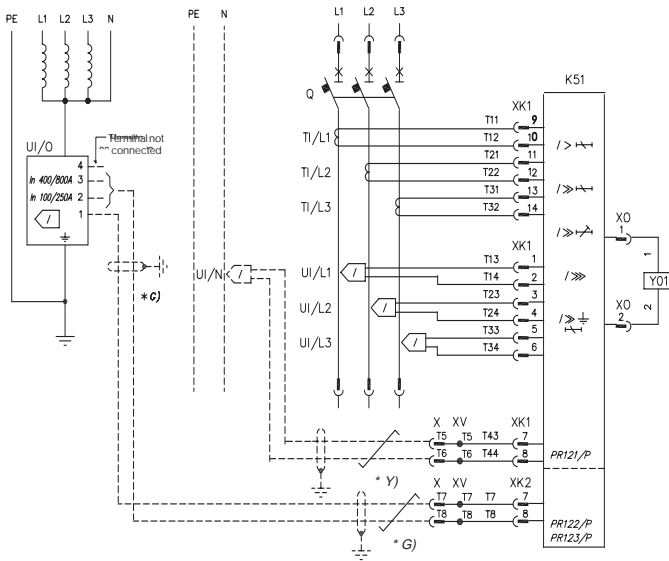 PE L1 L2 L3 N
PE N
L1 L2 L3
K51
Q
UI/O
Terminal not
connected
4
In 400/800A 3
In 100/250A 2
/ 1
*G)
XK1
TI/L1 T11 9
T12 10
TI/L2 T21 11
T22 12
TI/L3 T31 13
T32 14
XK1
UI/L1 / T13 1
T14 2
UI/L2 / T23 3
T24 4
UI/L3 / T33 5
T34 6
UI/N /
X0
1
1
Y01
2
X0
2
X XV XK1
T5 T5 T43 7
T6 T6 T44 8
* Y)
PR121/P
X XV XK2
T7 T7 T7 7
T8 T8 T8 8
* G)
PR122/P
PR123/P